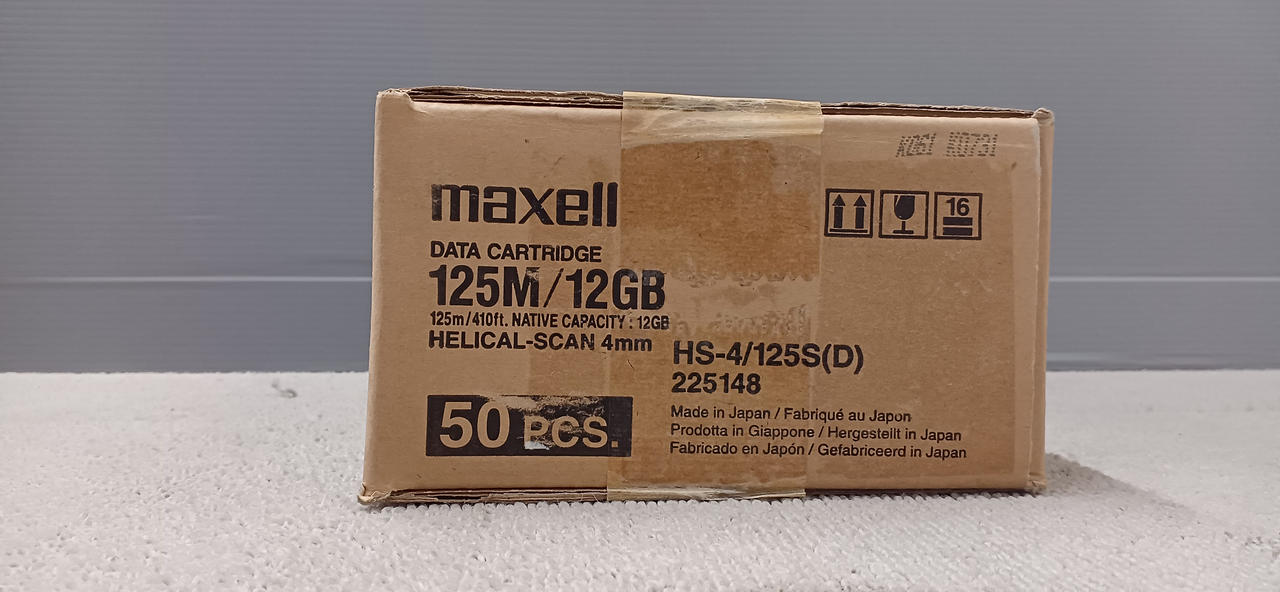 maxell
DATA CARTRIDGE
125M/12GB
125m/410ft. NATIVE CAPACITY : 12GB
HELICAL-SCAN 4mm
50 PCS.
16
HS-4/125S(D)
225148
Made in Japan / Fabriqué au Japon
Prodotta in Giappone / Hergestellt in Japan
Fabricado en Japón / Gefabriceerd in Japan